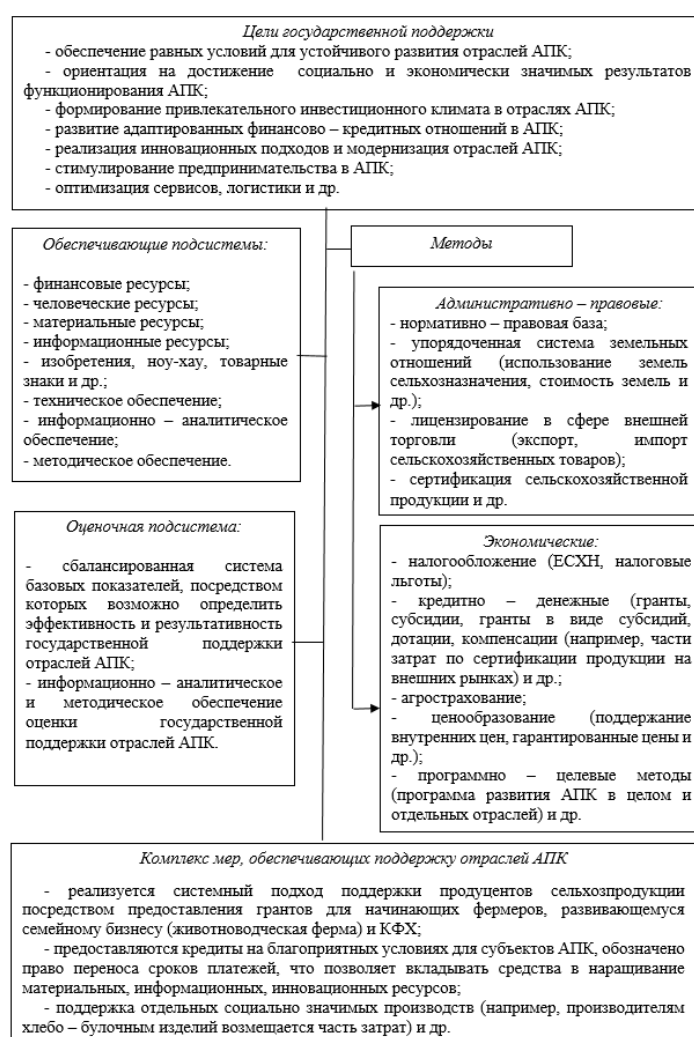 Цели государственной поддержки
- обеспечение равных условий для устойчивого развития отраслей АПК;
- ориентация на достижение социально и экономически значимых результатов
функционирования АПК;
- формирование привлекательного инвестиционного климата в отраслях АПК;
- развитие адаптированных финансово – кредитных отношений в АПК;
- реализация инновационных подходов и модернизация отраслей АПК;
- стимулирование предпринимательства в АПК;
- оптимизация сервисов, логистики и др.
Обеспечивающие подсистемы:
- финансовые ресурсы;
- человеческие ресурсы;
- материальные ресурсы;
- информационные ресурсы;
- изобретения, ноу-хау, товарные
знаки и др.;
- техническое обеспечение;
- информационно – аналитическое
обеспечение;
- методическое обеспечение.
Методы
Административно – правовые:
- нормативно – правовая база;
- упорядоченная система земельных
отношений (использование земель
сельхозназначения, стоимость земель и
др.);
- лицензирование в сфере внешней
торговли (экспорт, импорт
сельскохозяйственных товаров);
- сертификация сельскохозяйственной
продукции и др.
Оценочная подсистема:
- сбалансированная система
базовых показателей, посредством
которых возможно определить
эффективность и результативность
государственной поддержки
отраслей АПК;
- информационно – аналитическое
и методическое обеспечение
оценки государственной
поддержки отраслей АПК.
Экономические:
- налогообложение (ЕСХН, налоговые
льготы);
- кредитно – денежные (гранты,
субсидии, гранты в виде субсидий,
дотации, компенсации (например, части
затрат по сертификации продукции на
внешних рынках) и др.;
- агрострахование;
- ценообразование (поддержание
внутренних цен, гарантированные цены и
др.);
- программно – целевые методы
(программа развития АПК в целом и
отдельных отраслей) и др.
Комплекс мер, обеспечивающих поддержку отраслей АПК
- реализуется системный подход поддержки продуцентов сельхозпродукции
посредством предоставления грантов для начинающих фермеров, развивающемуся
семейному бизнесу (животноводческая ферма) и КФХ;
- предоставляются кредиты на благоприятных условиях для субъектов АПК, обозначено
право переноса сроков платежей, что позволяет вкладывать средства в наращивание
материальных, информационных, инновационных ресурсов;
- поддержка отдельных социально значимых производств (например, производителям
хлебо – булочным изделий возмещается часть затрат) и др.